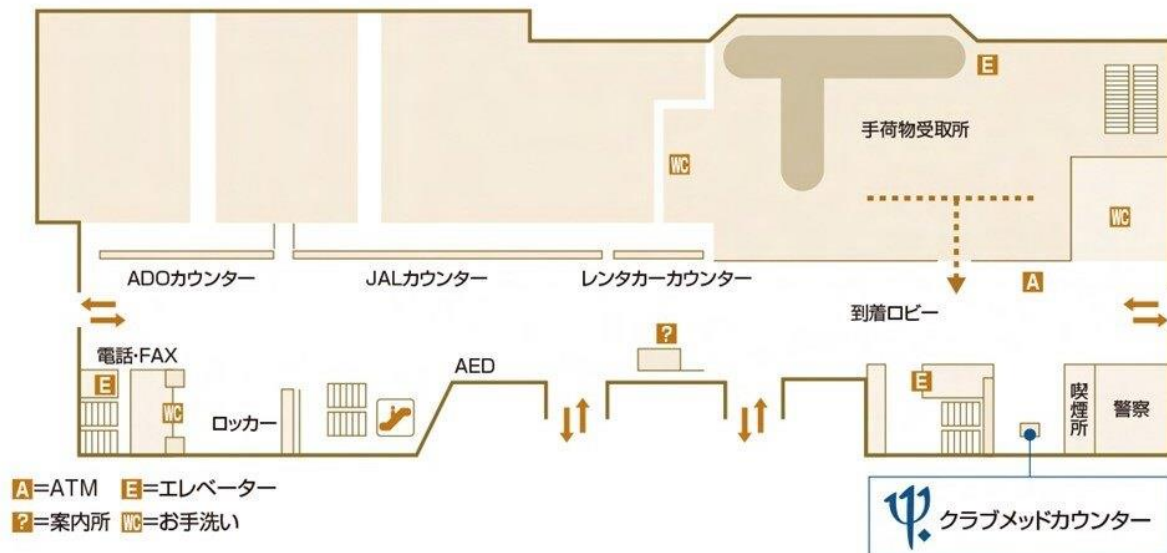 E
手荷物受取所
WC
WC
ADOカウンター
JALカウンター
レンタカーカウンター
A
到着ロビー
?
電話・FAX
AED
E
E
WC
ロッカー
喫煙所
警察
A=ATM E=エレベーター
?=案内所 WC=お手洗い
クラブメッドカウンター